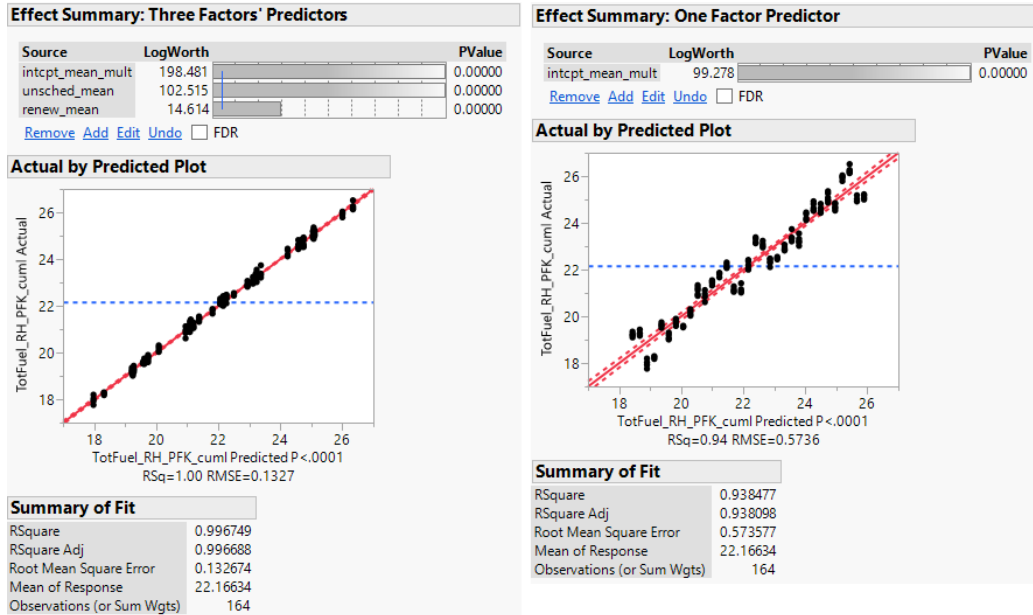 Effect Summary: Three Factors' Predictors
Source LogWorth PValue
intcpt_mean_mult 198.481 0.00000
unsched_mean 102.515 0.00000
renew_mean 14.614 0.00000
Remove Add Edit Undo FDR
Actual by Predicted Plot
TotFuel_RH_PFK_cuml Actual
26
24
22
20
18
18 20 22 24 26
TotFuel_RH_PFK_cuml Predicted P<.0001
RSq=1.00 RMSE=0.1327
Summary of Fit
RSquare 0.996749
RSquare Adj 0.996688
Root Mean Square Error 0.132674
Mean of Response 22.16634
Observations (or Sum Wgts) 164
Effect Summary: One Factor Predictor
Source LogWorth PValue
intcpt_mean_mult 99.278 0.00000
Remove Add Edit Undo FDR
Actual by Predicted Plot
TotFuel_RH_PFK_cuml Actual
26
24
22
20
18
18 20 22 24 26
TotFuel_RH_PFK_cuml Predicted P<.0001
RSq=0.94 RMSE=0.5736
Summary of Fit
RSquare 0.938477
RSquare Adj 0.938098
Root Mean Square Error 0.573577
Mean of Response 22.16634
Observations (or Sum Wgts) 164